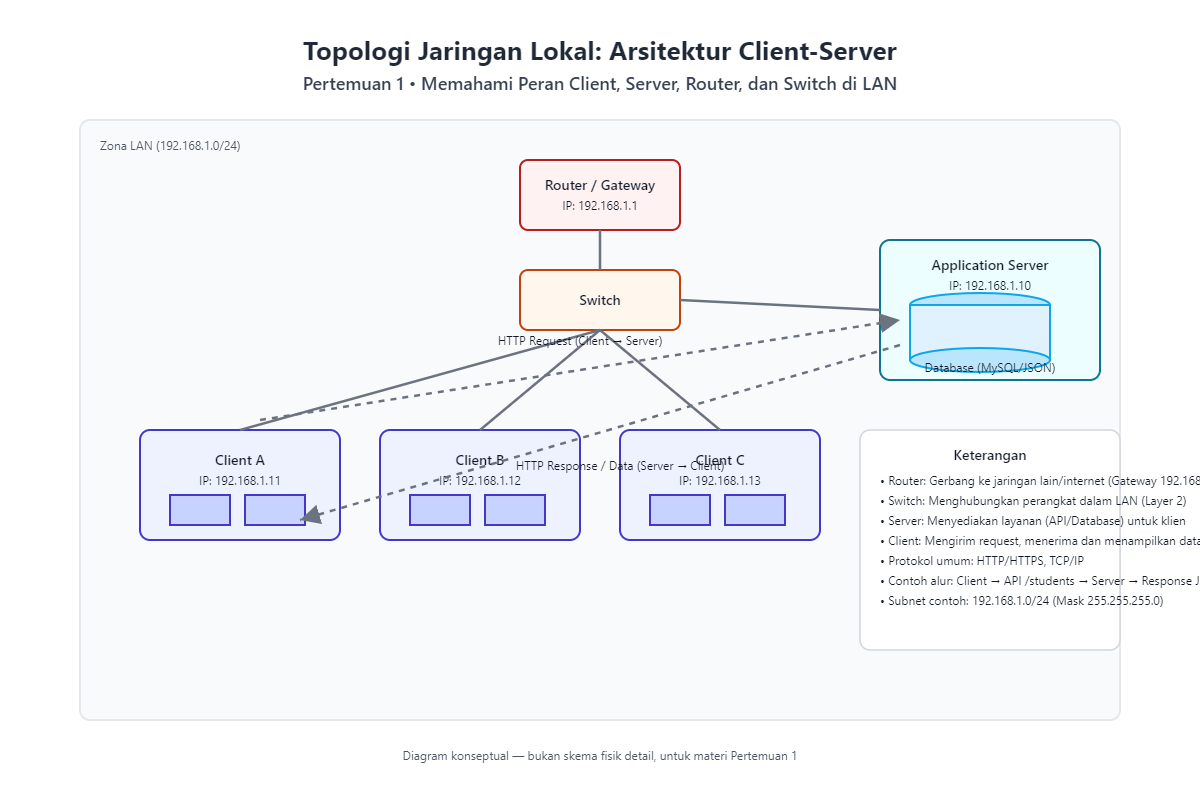 Topologi Jaringan Lokal: Arsitektur Client-Server
Pertemuan 1 • Memahami Peran Client, Server, Router, dan Switch di LAN
Zona LAN (192.168.1.0/24)
Router / Gateway
IP: 192.168.1.1
Switch
Application Server
IP: 192.168.1.10
Database (MySQL/JSON)
HTTP Request (Client → Server)
Client A
IP: 192.168.1.11
Client B
IP: 192.168.1.12
Client C
IP: 192.168.1.13
HTTP Response / Data (Server → Client)
Keterangan
• Router: Gerbang ke jaringan lain/internet (Gateway 192.168
• Switch: Menghubungkan perangkat dalam LAN (Layer 2)
• Server: Menyediakan layanan (API/Database) untuk klien
• Client: Mengirim request, menerima dan menampilkan data
• Protokol umum: HTTP/HTTPS, TCP/IP
• Contoh alur: Client → API /students → Server → Response J
• Subnet contoh: 192.168.1.0/24 (Mask 255.255.255.0)
Diagram konseptual — bukan skema fisik detail, untuk materi Pertemuan 1